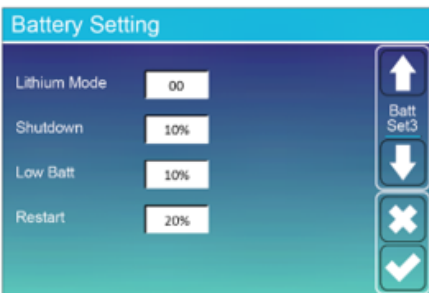 Battery Setting
Lithium Mode 00
Shutdown 10%
Low Batt 10%
Restart 20%
Batt
Set3